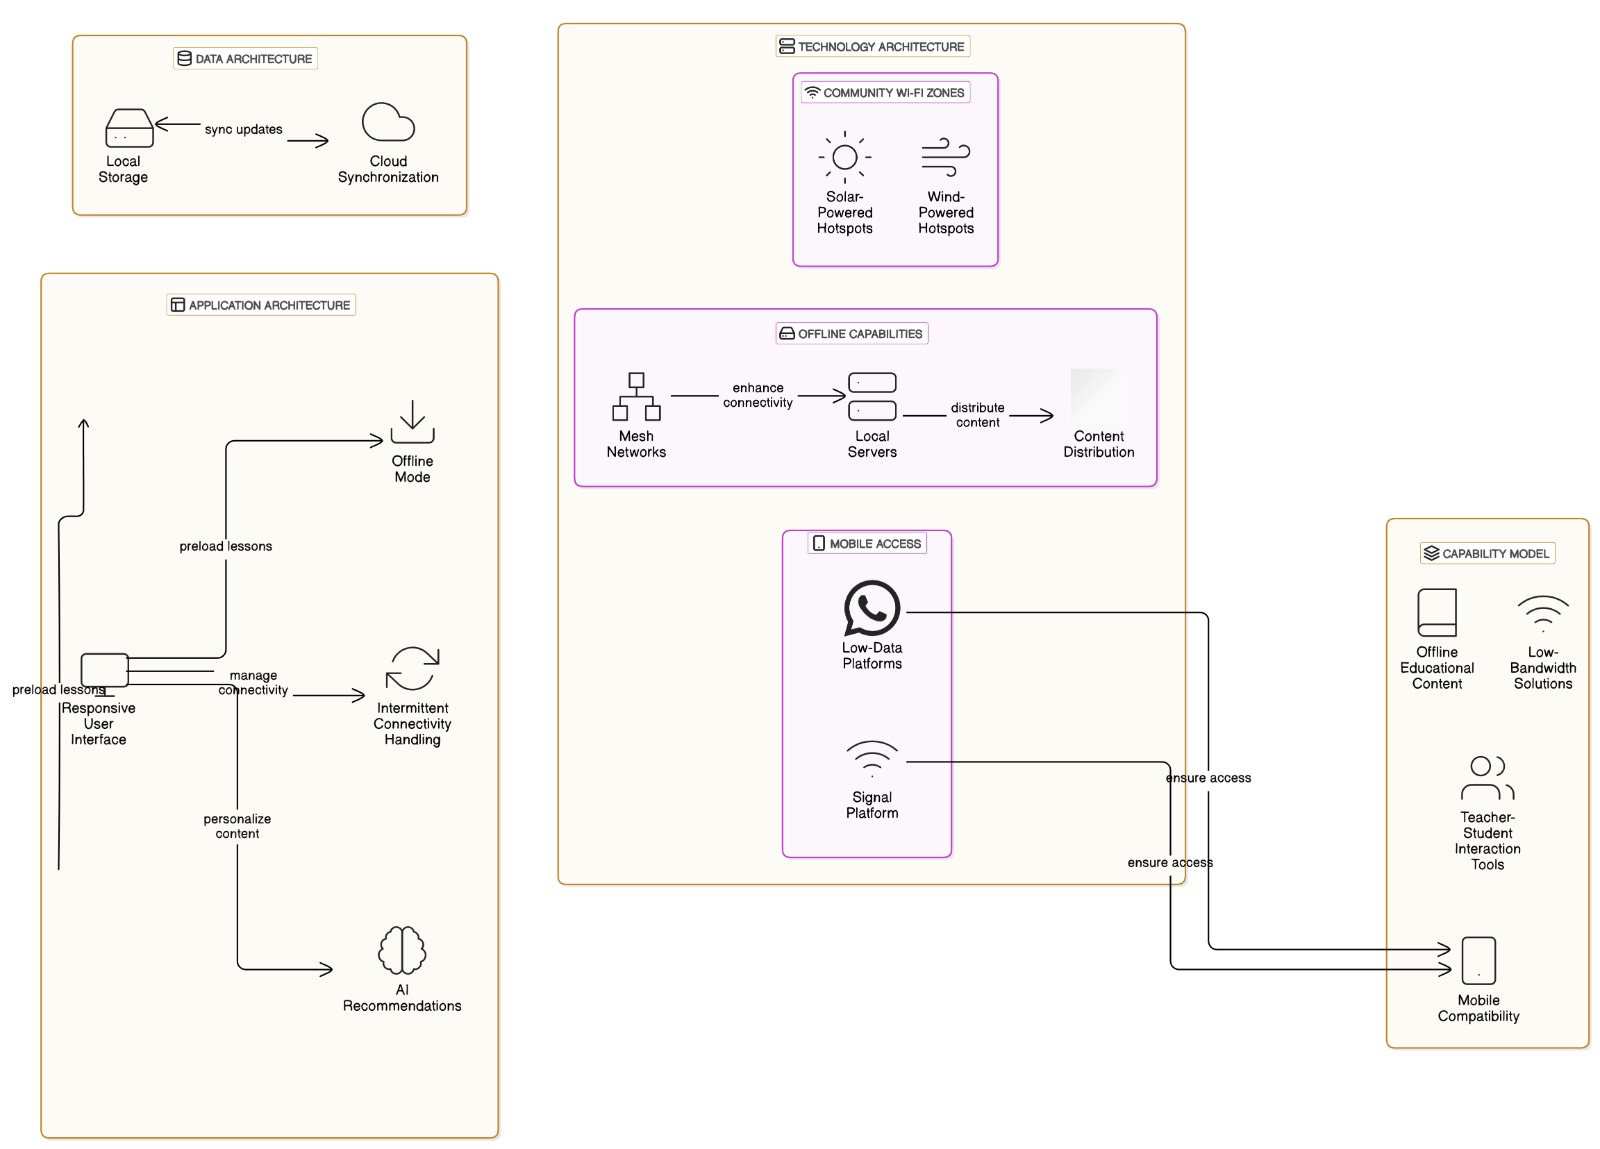 DATA ARCHITECTURE
sync updates
Local
Storage
Cloud
Synchronization
TECHNOLOGY ARCHITECTURE
COMMUNITY WI-FI ZONES
Solar-
Powered
Hotspots
Wind-
Powered
Hotspots
OFFLINE CAPABILITIES
enhance
connectivity
distribute
content
Mesh
Networks
Local
Servers
Content
Distribution
MOBILE ACCESS
Low-Data
Platforms
Signal
Platform
ensure access
ensure access
APPLICATION ARCHITECTURE
Offline
Mode
preload lessons
manage
connectivity
preload lessons
Responsive
User
Interface
Intermittent
Connectivity
Handling
personalize
content
AI
Recommendations
CAPABILITY MODEL
Offline
Educational
Content
Low-
Bandwidth
Solutions
Teacher-
Student
Interaction
Tools
Mobile
Compatibility